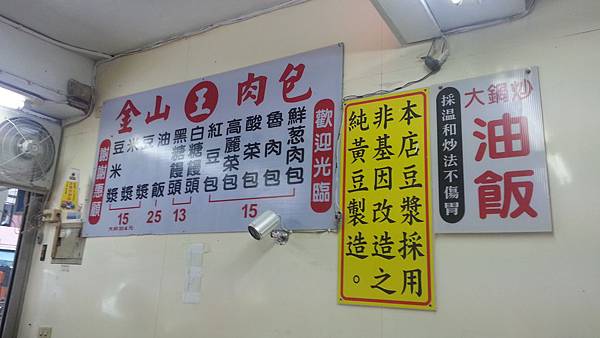 金山王肉包
歡迎光臨
鮮葱肉包
魯肉包
酸菜包
高麗菜包
紅豆包
15
白糖饅頭
黑糖饅頭
13
油飯
25
豆漿
米漿
豆米漿
15
謝謝惠顧
本店豆漿採用
非基因改造之
純黃豆製造。
大鍋炒
油飯
採溫和炒法不傷胃